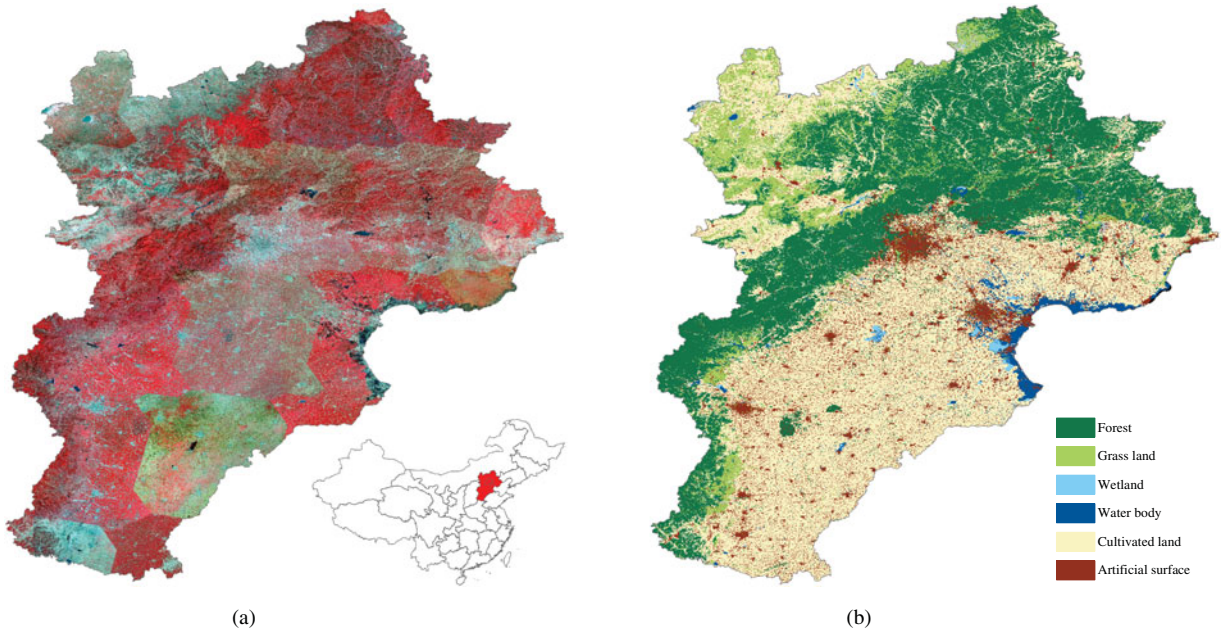 Forest
Grass land
Wetland
Water body
Cultivated land
Artificial surface
(a)
(b)